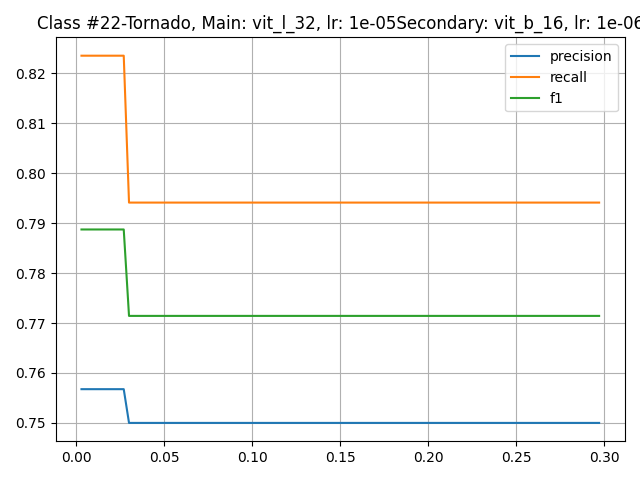 Class #22-Tornado, Main: vit_l_32, lr: 1e-05Secondary: vit_b_16, lr: 1e-06
precision
recall
f1
0.82
0.81
0.80
0.79
0.78
0.77
0.76
0.75
0.00 0.05 0.10 0.15 0.20 0.25 0.30